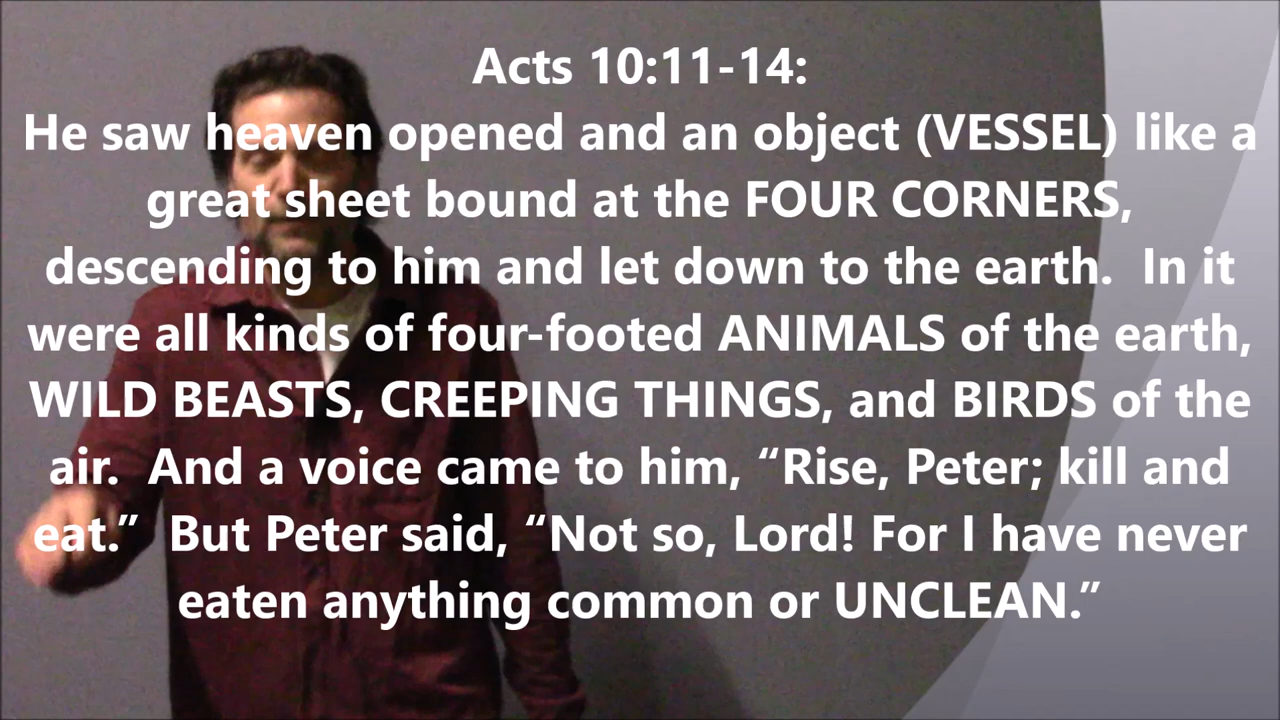 Acts 10:11-14:
He saw heaven opened and an object (VESSEL) like a
great sheet bound at the FOUR CORNERS,
descending to him and let down to the earth.  In it
were all kinds of four-footed ANIMALS of the earth,
WILD BEASTS, CREEPING THINGS, and BIRDS of the
air.  And a voice came to him, “Rise, Peter; kill and
eat.”  But Peter said, “Not so, Lord! For I have never
eaten anything common or UNCLEAN.”